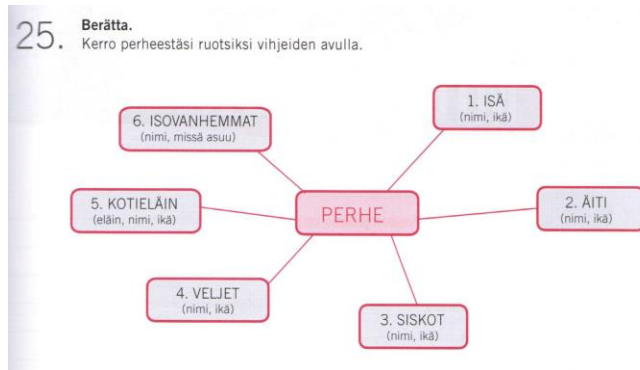 25.
Berätta.
Kerro perheestäsi ruotsiksi vihjeiden avulla.
1. ISÄ
(nimi, ikä)
6. ISOVANHEMMAT
(nimi, missä asuu)
5. KOTIELÄIN
(eläin, nimi, ikä)
PERHE
2. ÄITI
(nimi, ikä)
4. VELJET
(nimi, ikä)
3. SISKOT
(nimi, ikä)